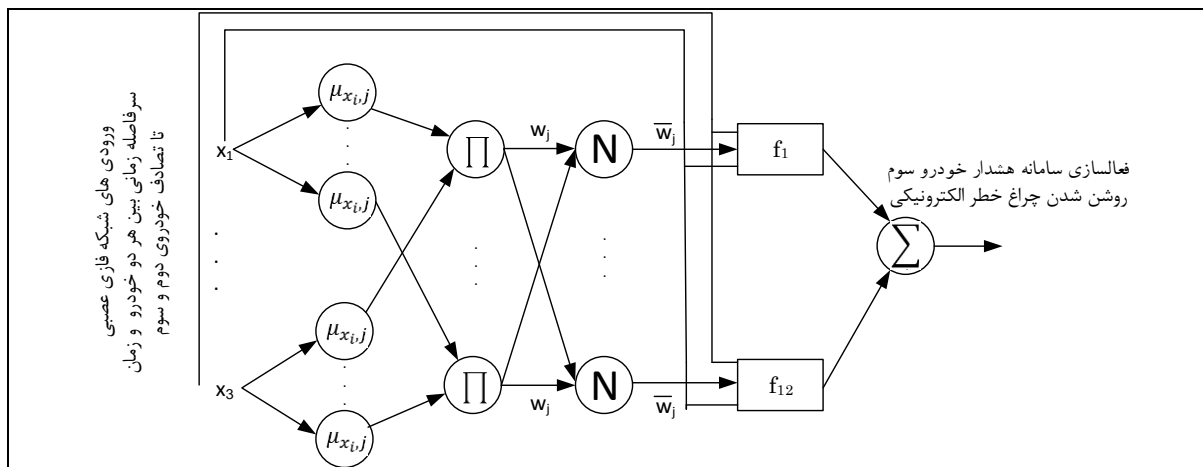 ورودی های شبکه فازی عصبی
سرفاصله زمانی بین هر دو خودرو و زمان
تا تصادف خودروی دوم و سوم
x₁
x₃
μₓᵢ,ⱼ
μₓᵢ,ⱼ
μₓᵢ,ⱼ
μₓᵢ,ⱼ
∏
∏
wⱼ
wⱼ
N
N
w̅ⱼ
w̅ⱼ
f₁
f₁₂
∑
فعالسازی سامانه هشدار خودرو سوم
روشن شدن چراغ خطر الکترونیکی